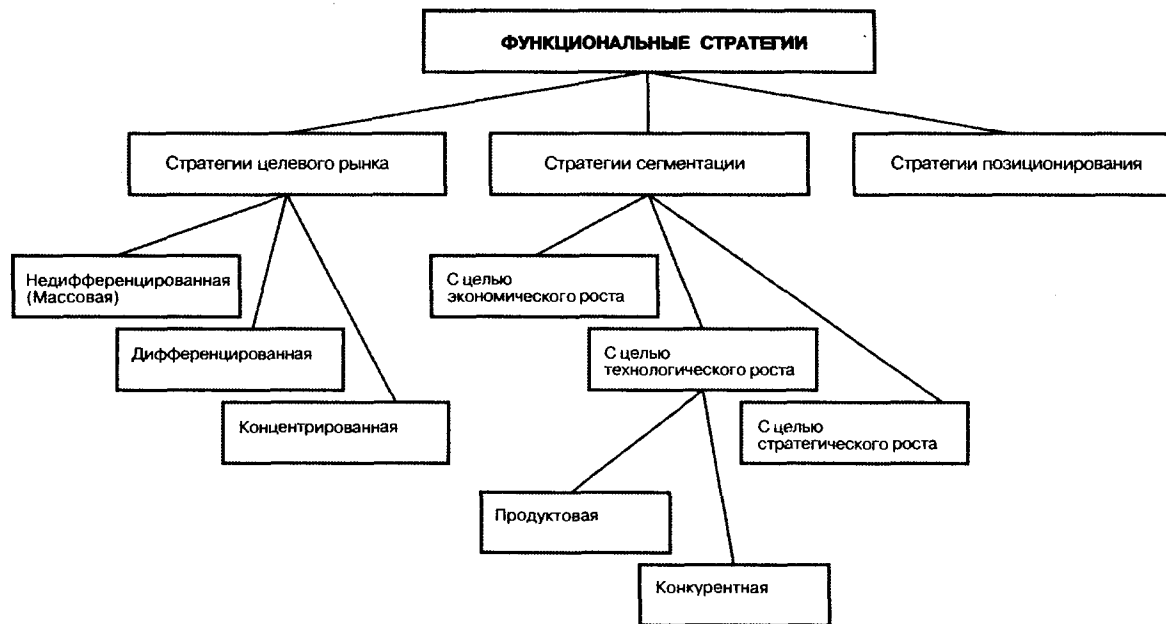 ФУНКЦИОНАЛЬНЫЕ СТРАТЕГИИ
Стратегии целевого рынка
Стратегии сегментации
Стратегии позиционирования
Недифференцированная
(Массовая)
С целью
экономического роста
Дифференцированная
С целью
технологического роста
Концентрированная
С целью
стратегического роста
Продуктовая
Конкурентная